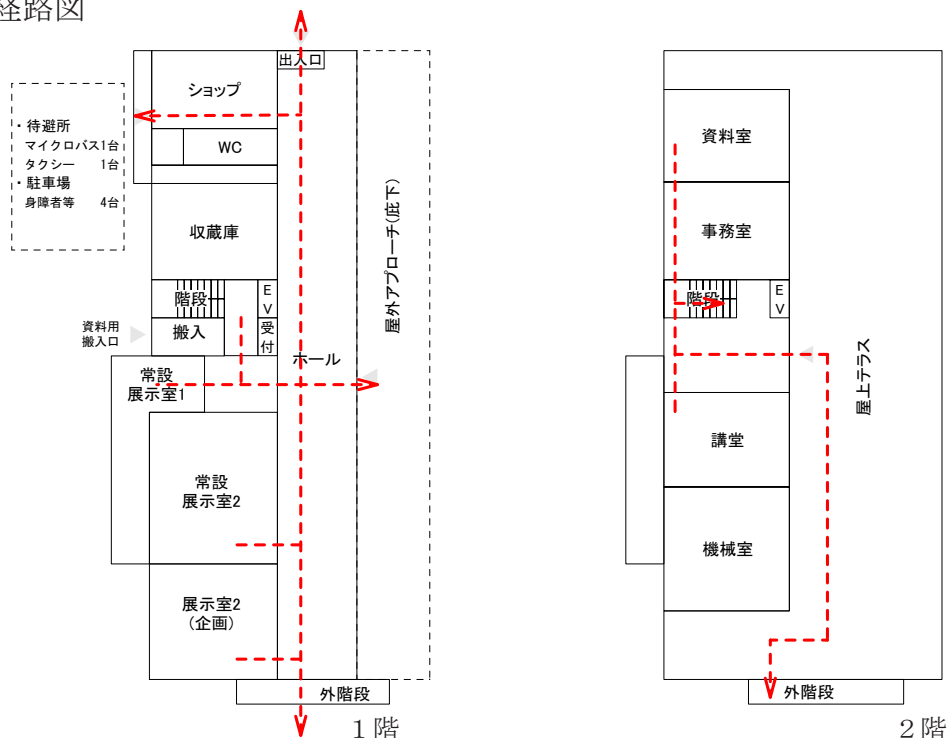 経路図
出入口
ショップ
・待避所
マイクロバス1台
タクシー 1台
・駐車場
身障者等 4台
WC
収蔵庫
屋外アプローチ(庇下)
階段
EV
資料用
搬入口
搬入
受付
ホール
常設
展示室1
常設
展示室2
展示室2
(企画)
外階段
1階
資料室
事務室
階段
EV
屋上テラス
講堂
機械室
外階段
2階